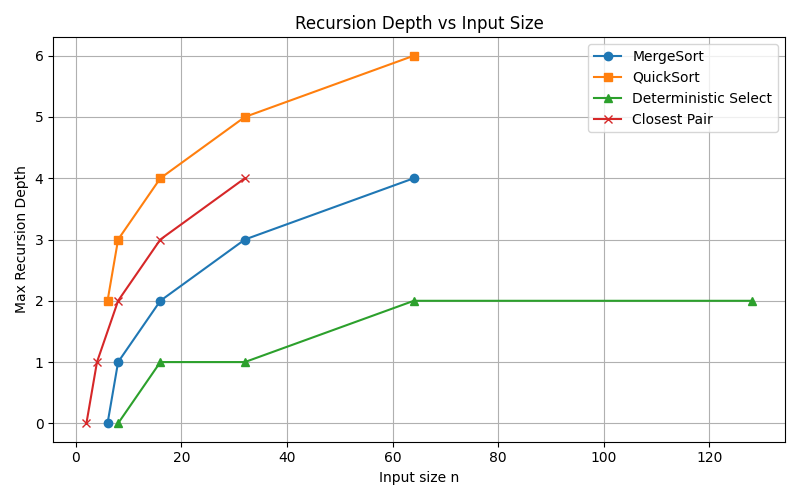 Recursion Depth vs Input Size
MergeSort
QuickSort
Deterministic Select
Closest Pair
Max Recursion Depth
6
5
4
3
2
1
0
0 20 40 60 80 100 120
Input size n